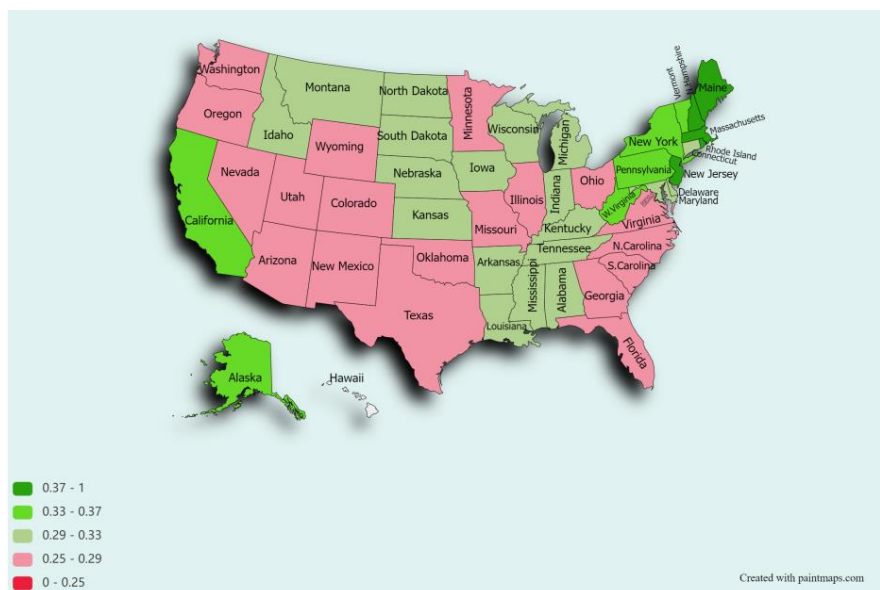 Vermont
N.Hampshire
Washington
Maine
Montana
North Dakota
Minnesota
Oregon
Massachusetts
Idaho
Wisconsin
Michigan
South Dakota
New York
Rhode Island
Connecticut
Wyoming
Pennsylvania
New Jersey
Nebraska
Iowa
Ohio
Nevada
Indiana
Delaware
Utah
Illinois
Maryland
Colorado
W.Virginia
California
Kansas
Virginia
Missouri
Kentucky
N.Carolina
Tennessee
Oklahoma
Arizona
New Mexico
Arkansas
S.Carolina
Mississippi
Alabama
Georgia
Texas
Louisiana
Florida
Alaska
Hawaii
0.37 - 1
0.33 - 0.37
0.29 - 0.33
0.25 - 0.29
0 - 0.25
Created with paintmaps.com